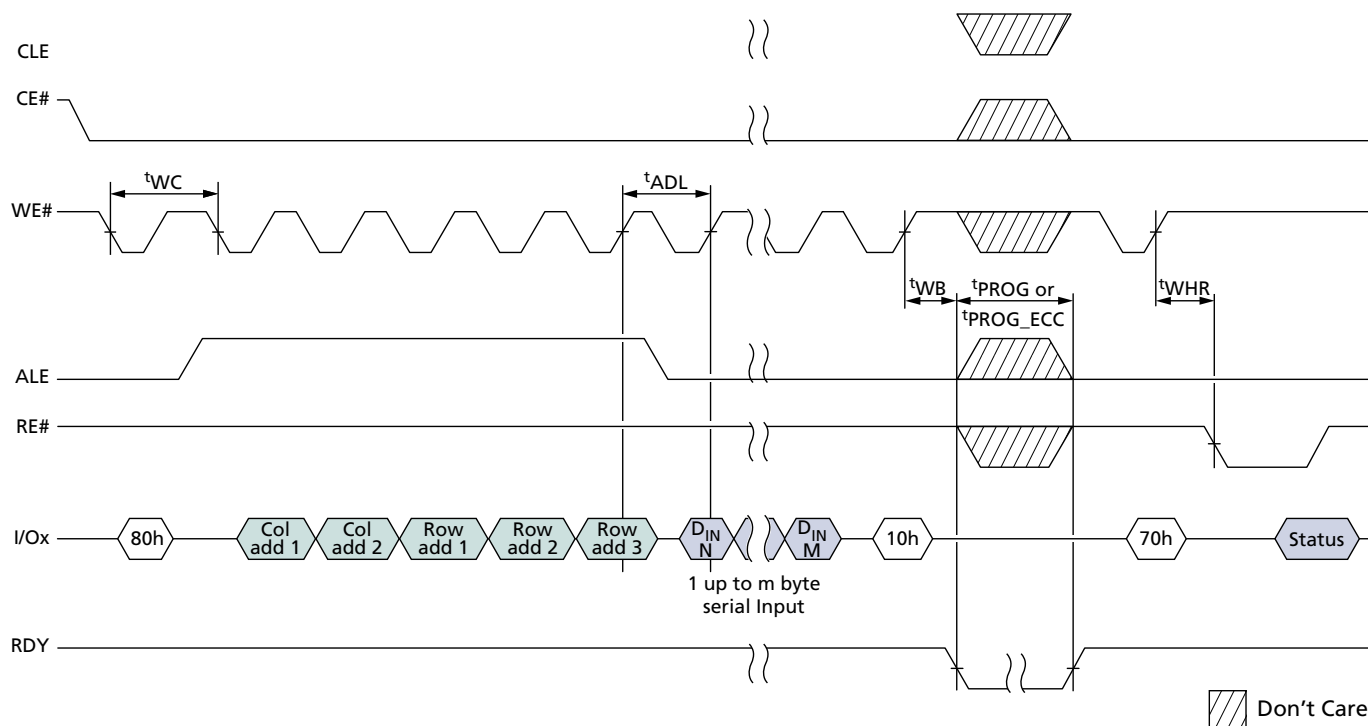 CLE
CE#
tWC
tADL
WE#
tWB
tPROG or
tPROG_ECC
tWHR
ALE
RE#
I/Ox
80h
Col
add 1
Col
add 2
Row
add 1
Row
add 2
Row
add 3
DIN
N
DIN
M
10h
70h
Status
1 up to m byte
serial Input
RDY
Don't Care